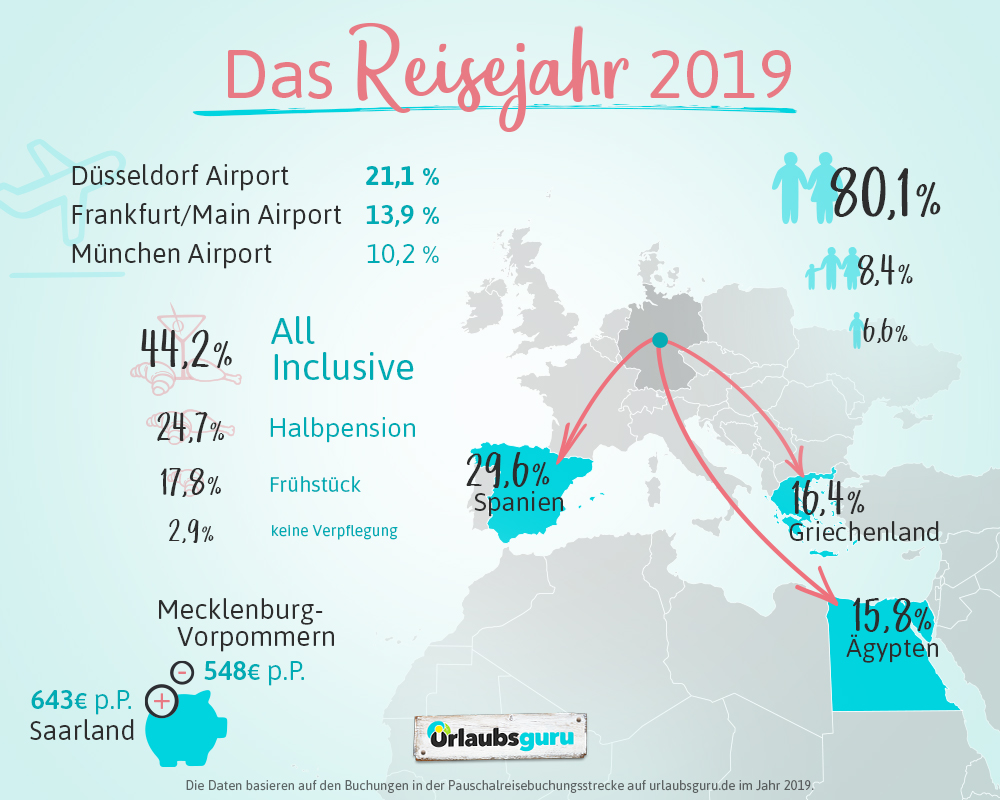 Das Reisejahr 2019
Düsseldorf Airport 21,1 %
Frankfurt/Main Airport 13,9 %
München Airport 10,2 %
80,1%
8,4%
6,6%
44,2% All
Inclusive
24,7% Halbpension
17,8% Frühstück
2,9% keine Verpflegung
29,6%
Spanien
16,4%
Griechenland
15,8%
Ägypten
Mecklenburg-
Vorpommern
- 548€ p.P.
643€ p.P. +
Saarland
Urlaubsguru
Die Daten basieren auf den Buchungen in der Pauschalreisebuchungsstrecke auf urlaubsguru.de im Jahr 2019.